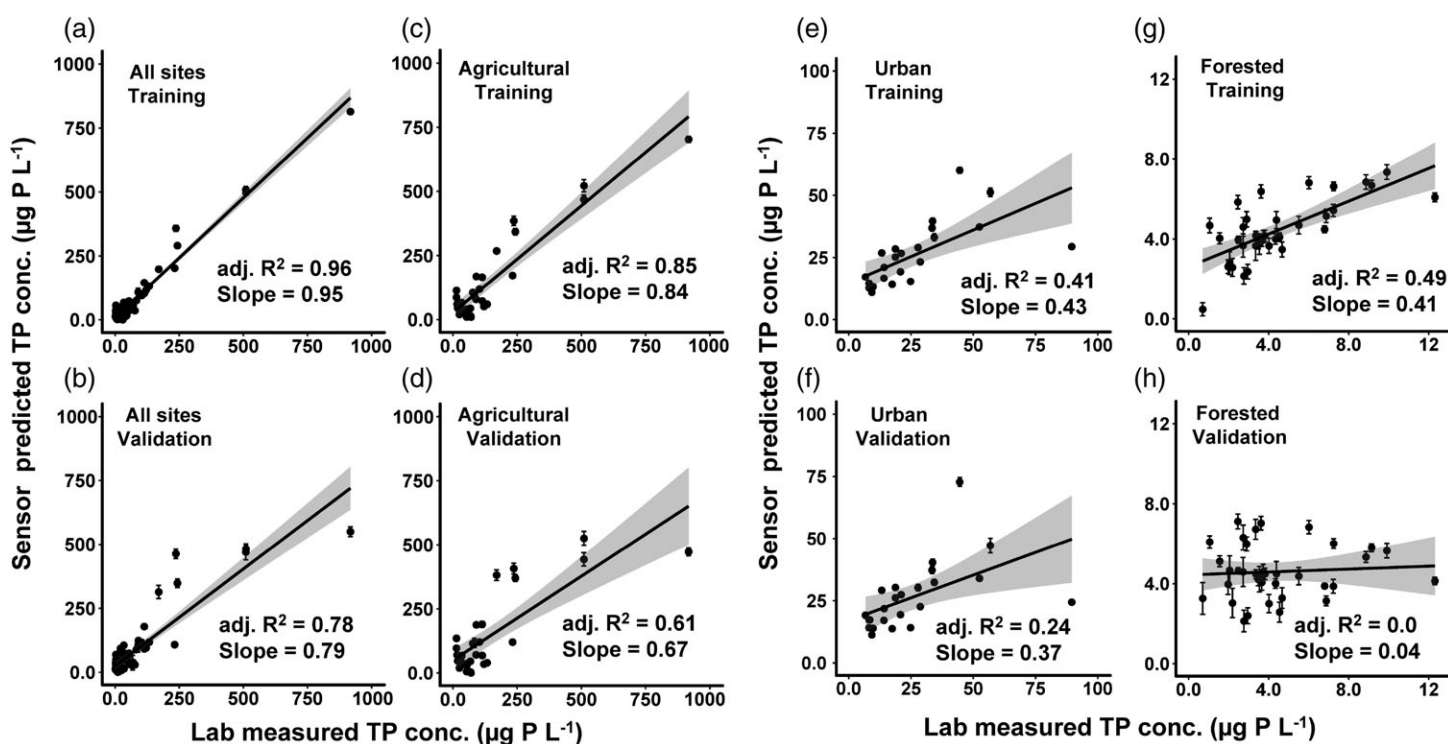 (a)
All sites
Training
1000
750
500
250
0.0
adj. R² = 0.96
Slope = 0.95
0.0 250 500 750 1000
(c)
Agricultural
Training
1000
750
500
250
0.0
adj. R² = 0.85
Slope = 0.84
0.0 250 500 750 1000
(e)
Urban
Training
100
75
50
25
0.0
adj. R² = 0.41
Slope = 0.43
0.0 25 50 75 100
(g)
Forested
Training
12
8.0
4.0
0.0
adj. R² = 0.49
Slope = 0.41
0.0 4.0 8.0 12
(b)
All sites
Validation
1000
750
500
250
0.0
adj. R² = 0.78
Slope = 0.79
0.0 250 500 750 1000
(d)
Agricultural
Validation
1000
750
500
250
0.0
adj. R² = 0.61
Slope = 0.67
0.0 250 500 750 1000
(f)
Urban
Validation
100
75
50
25
0.0
adj. R² = 0.24
Slope = 0.37
0.0 25 50 75 100
(h)
Forested
Validation
12
8.0
4.0
0.0
adj. R² = 0.0
Slope = 0.04
0.0 4.0 8.0 12
Sensor predicted TP conc. (µg P L⁻¹)
Sensor predicted TP conc. (µg P L⁻¹)
Lab measured TP conc. (µg P L⁻¹)
Lab measured TP conc. (µg P L⁻¹)